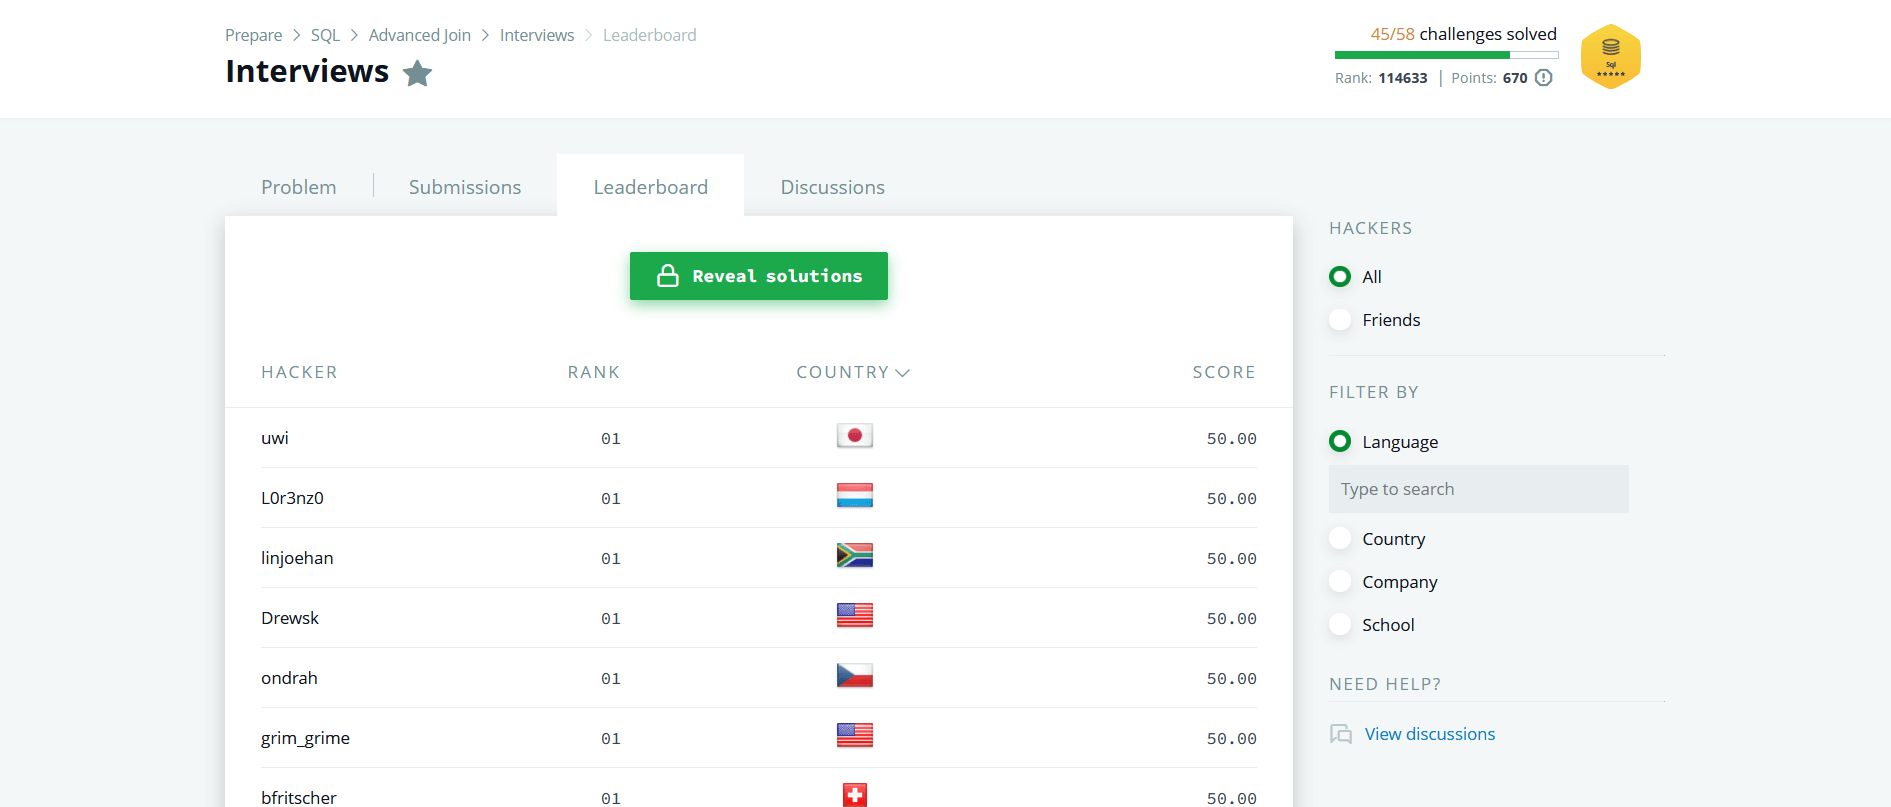 Prepare > SQL > Advanced Join > Interviews > Leaderboard
Interviews
45/58 challenges solved
Rank: 114633 | Points: 670
Sql
Problem
Submissions
Leaderboard
Discussions
Reveal solutions
HACKER RANK COUNTRY SCORE
uwi 01 50.00
L0r3nz0 01 50.00
linjoehan 01 50.00
Drewsk 01 50.00
ondrah 01 50.00
grim_grime 01 50.00
bfritscher 01 50.00
HACKERS
All
Friends
FILTER BY
Language
Type to search
Country
Company
School
NEED HELP?
View discussions